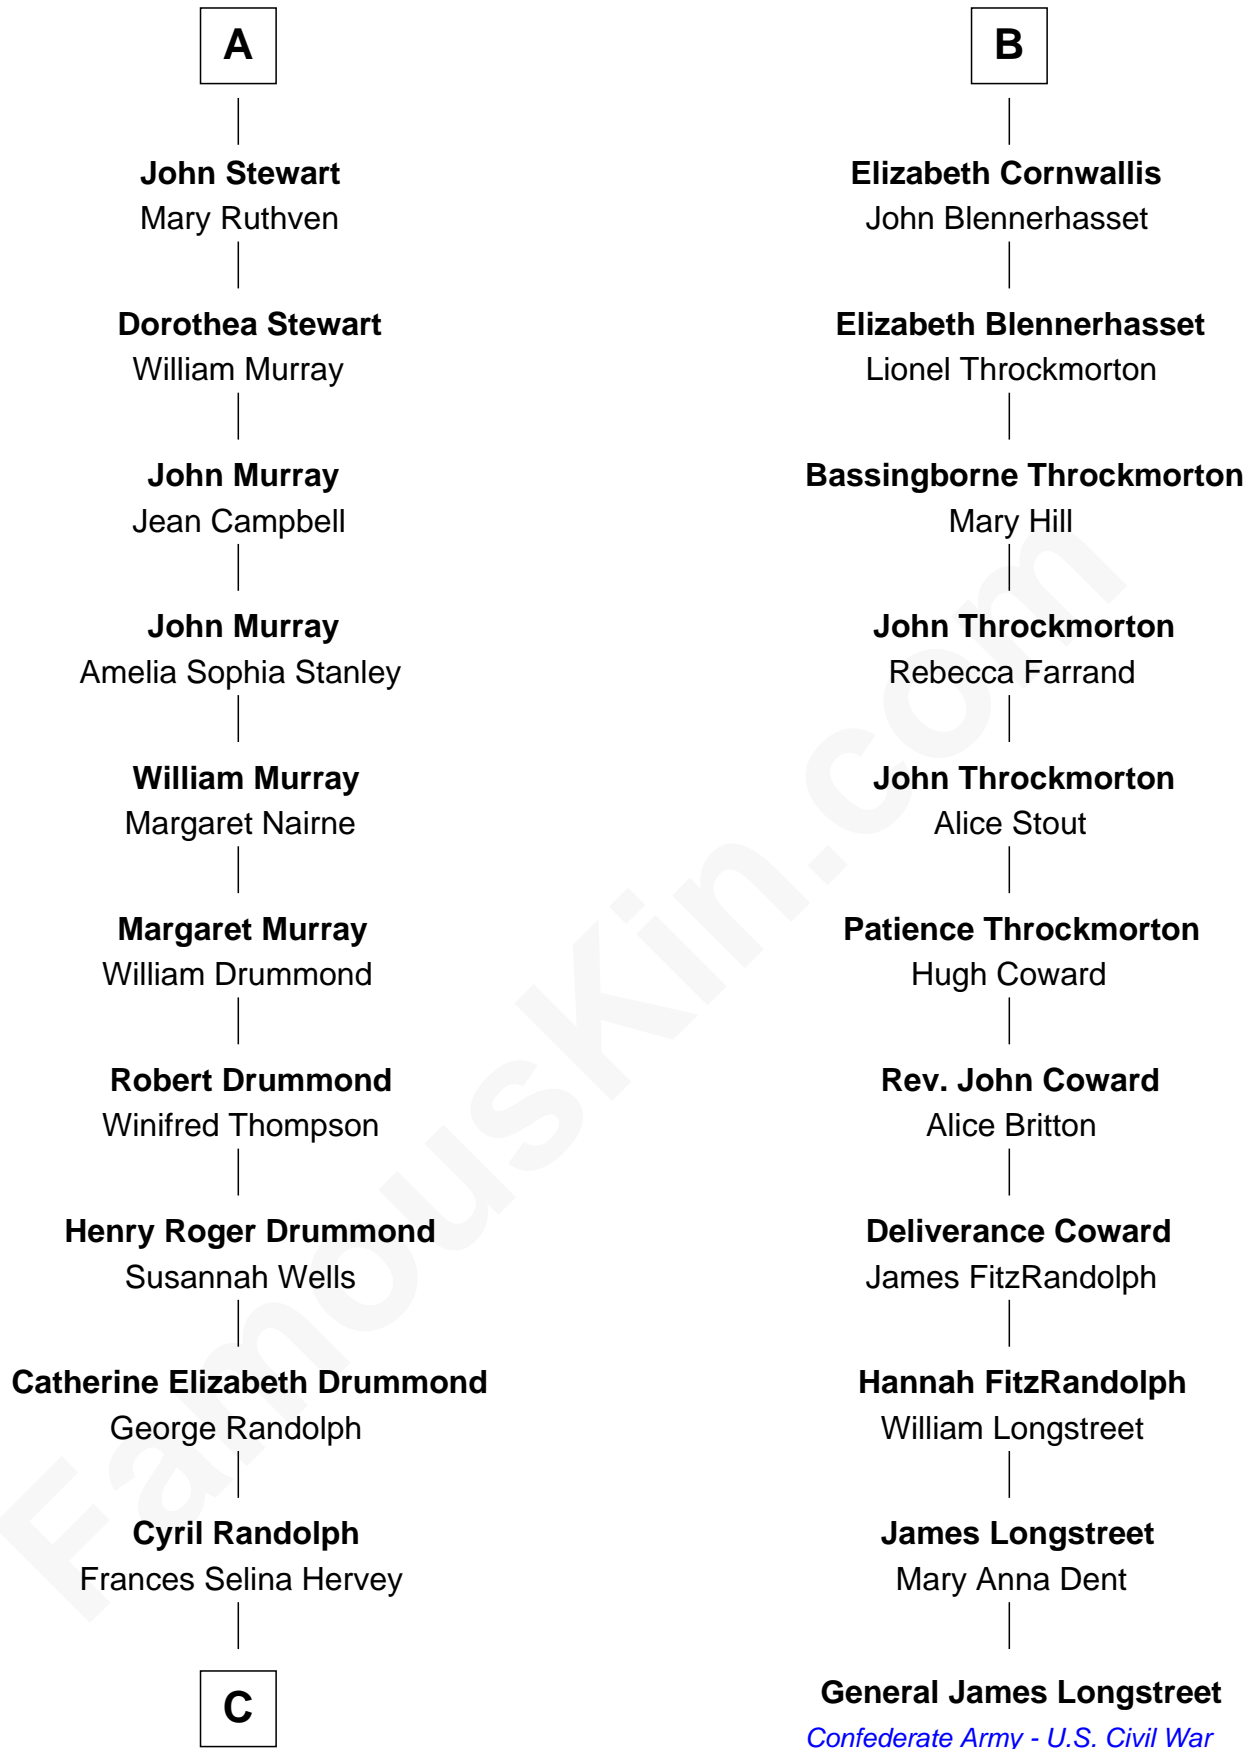 A
John Stewart
Mary Ruthven
Dorothea Stewart
William Murray
John Murray
Jean Campbell
John Murray
Amelia Sophia Stanley
William Murray
Margaret Nairne
Margaret Murray
William Drummond
Robert Drummond
Winifred Thompson
Henry Roger Drummond
Susannah Wells
Catherine Elizabeth Drummond
George Randolph
Cyril Randolph
Frances Selina Hervey
C
B
Elizabeth Cornwallis
John Blennerhasset
Elizabeth Blennerhasset
Lionel Throckmorton
Bassingborne Throckmorton
Mary Hill
John Throckmorton
Rebecca Farrand
John Throckmorton
Alice Stout
Patience Throckmorton
Hugh Coward
Rev. John Coward
Alice Britton
Deliverance Coward
James FitzRandolph
Hannah FitzRandolph
William Longstreet
James Longstreet
Mary Anna Dent
General James Longstreet
Confederate Army - U.S. Civil War
FamousKin.com